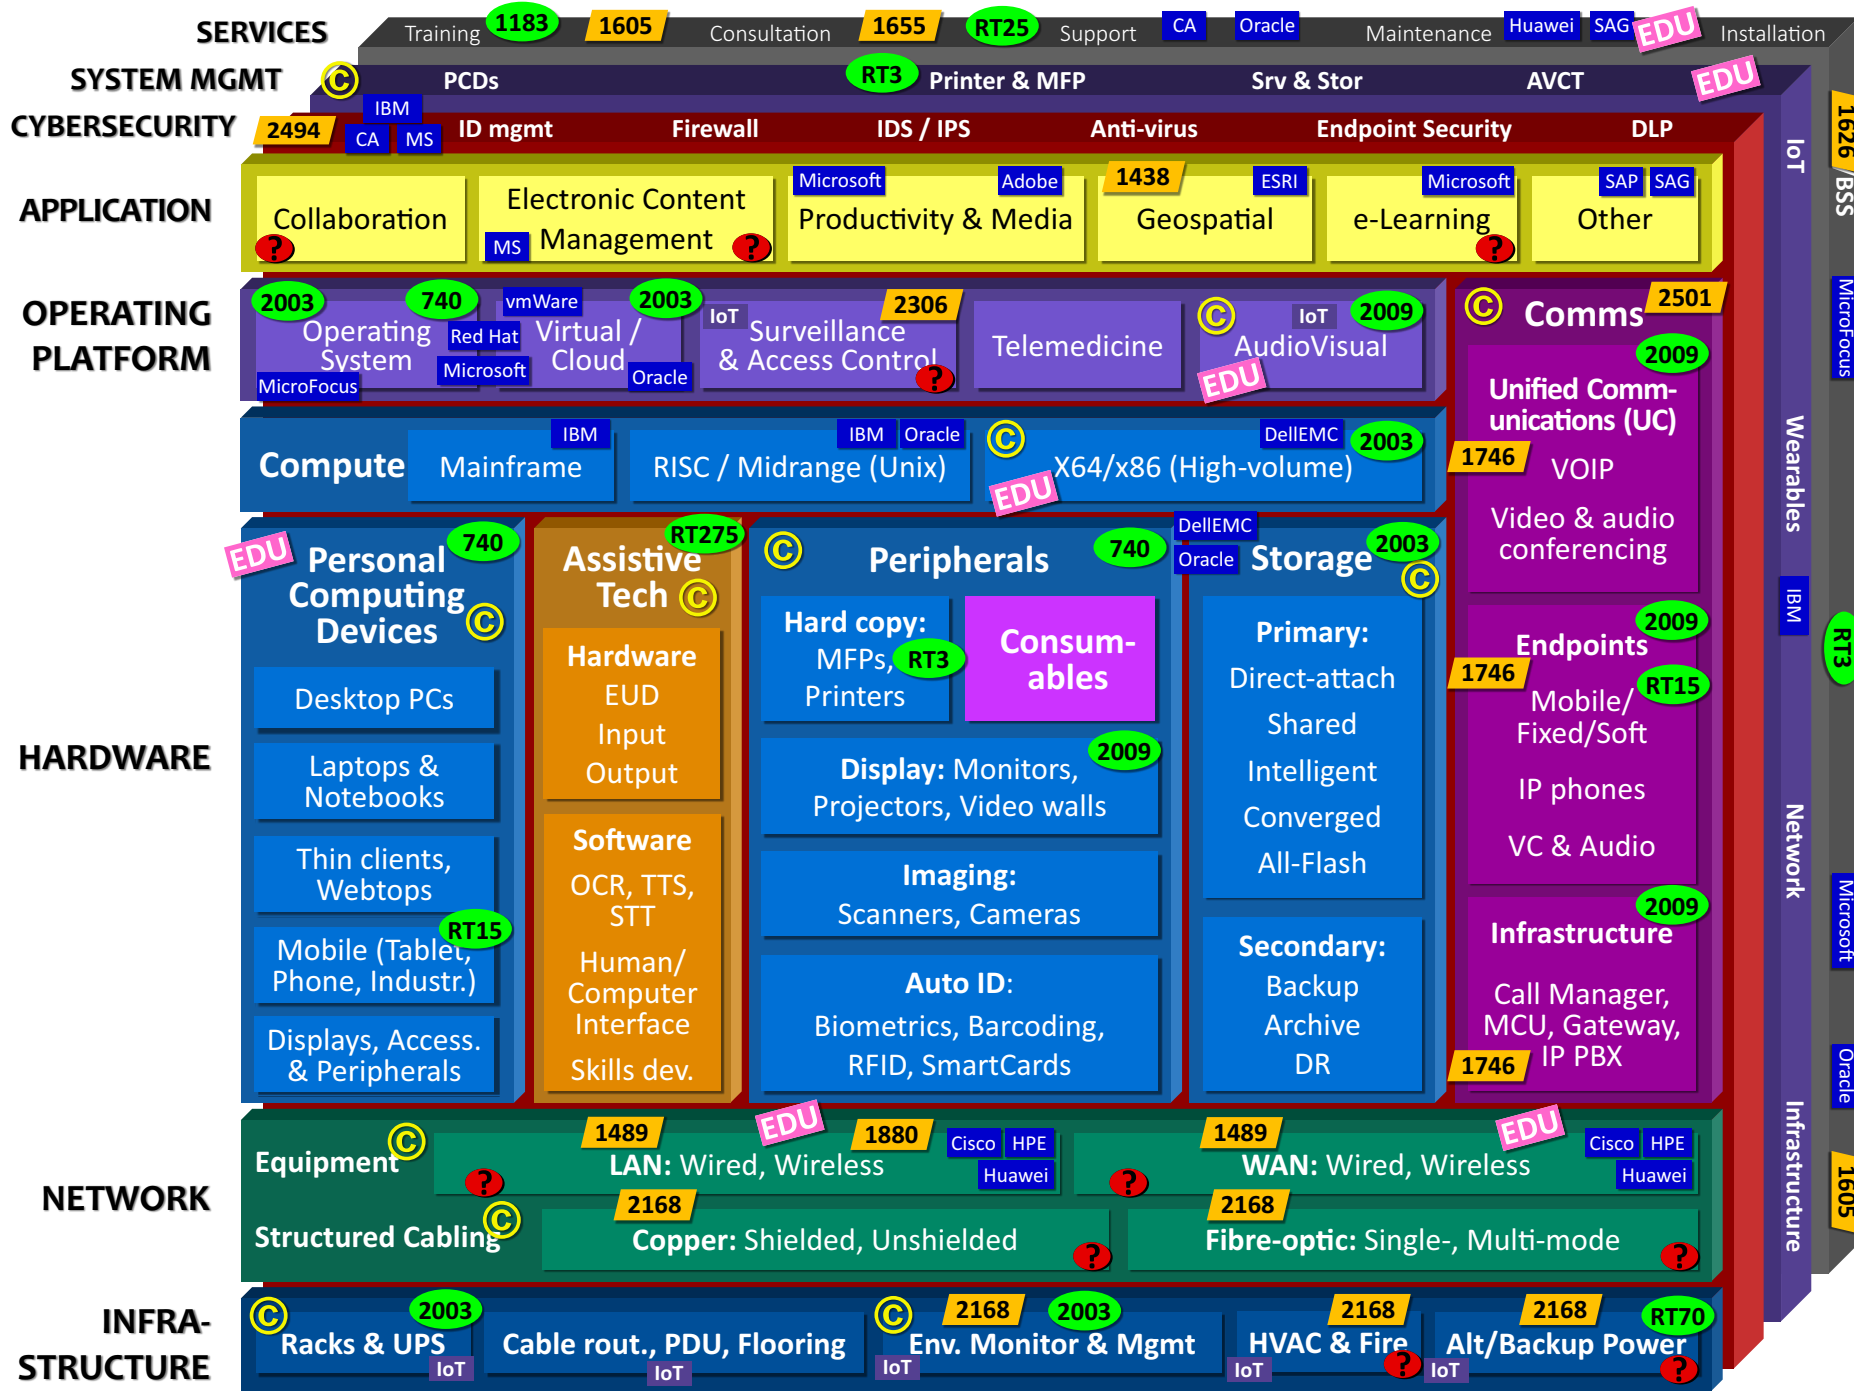 SERVICES
Training 1183 1605 Consultation 1655 RT25 Support CA Oracle Maintenance Huawei SAG EDU Installation
SYSTEM MGMT © PCDs RT3 Printer & MFP Srv & Stor AVCT EDU
CYBERSECURITY 2494 IBM CA MS ID mgmt Firewall IDS / IPS Anti-virus Endpoint Security DLP
APPLICATION
Collaboration
?
Electronic Content
MS Management ?
Microsoft Adobe
Productivity & Media
1438 ESRI
Geospatial
Microsoft
e-Learning
?
SAP SAG
Other
OPERATING
PLATFORM
2003 740
Operating
System
Red Hat
Microsoft
MicroFocus
vmWare 2003
Virtual /
Cloud
Oracle
IoT 2306
Surveillance
& Access Control
?
Telemedicine
© IoT 2009
AudioVisual
EDU
Compute
IBM
Mainframe
IBM Oracle
RISC / Midrange (Unix)
© DellEMC 2003
X64/x86 (High-volume)
EDU
© 2501
Comms
2009
Unified Comm-
unications (UC)
1746 VOIP
Video & audio
conferencing
2009
Endpoints
1746 RT15
Mobile/
Fixed/Soft
IP phones
VC & Audio
2009
Infrastructure
Call Manager,
MCU, Gateway,
1746 IP PBX
HARDWARE
EDU 740
Personal
Computing
Devices ©
Desktop PCs
Laptops &
Notebooks
Thin clients,
Webtops
RT15
Mobile (Tablet,
Phone, Industr.)
Displays, Access.
& Peripherals
RT275
Assistive
Tech ©
Hardware
EUD
Input
Output
Software
OCR, TTS,
STT
Human/
Computer
Interface
Skills dev.
© Peripherals 740
Hard copy:
MFPs, RT3
Printers
Consum-
ables
2009
Display: Monitors,
Projectors, Video walls
Imaging:
Scanners, Cameras
Auto ID:
Biometrics, Barcoding,
RFID, SmartCards
DellEMC
Oracle Storage 2003
©
Primary:
Direct-attach
Shared
Intelligent
Converged
All-Flash
Secondary:
Backup
Archive
DR
NETWORK
Equipment ©
1489 EDU 1880 Cisco HPE
LAN: Wired, Wireless Huawei
?
1489 EDU Cisco HPE
WAN: Wired, Wireless Huawei
?
Structured Cabling ©
2168
Copper: Shielded, Unshielded
?
2168
Fibre-optic: Single-, Multi-mode
?
INFRA-
STRUCTURE
© 2003
Racks & UPS
IoT
Cable rout., PDU, Flooring
IoT
© 2168 2003
Env. Monitor & Mgmt
IoT
2168
HVAC & Fire
IoT ?
2168 RT70
Alt/Backup Power
IoT ?
IoT
Wearables
IBM
Network
Infrastructure
1626
/BSS
MicroFocus
RT3
Microsoft
Oracle
1605